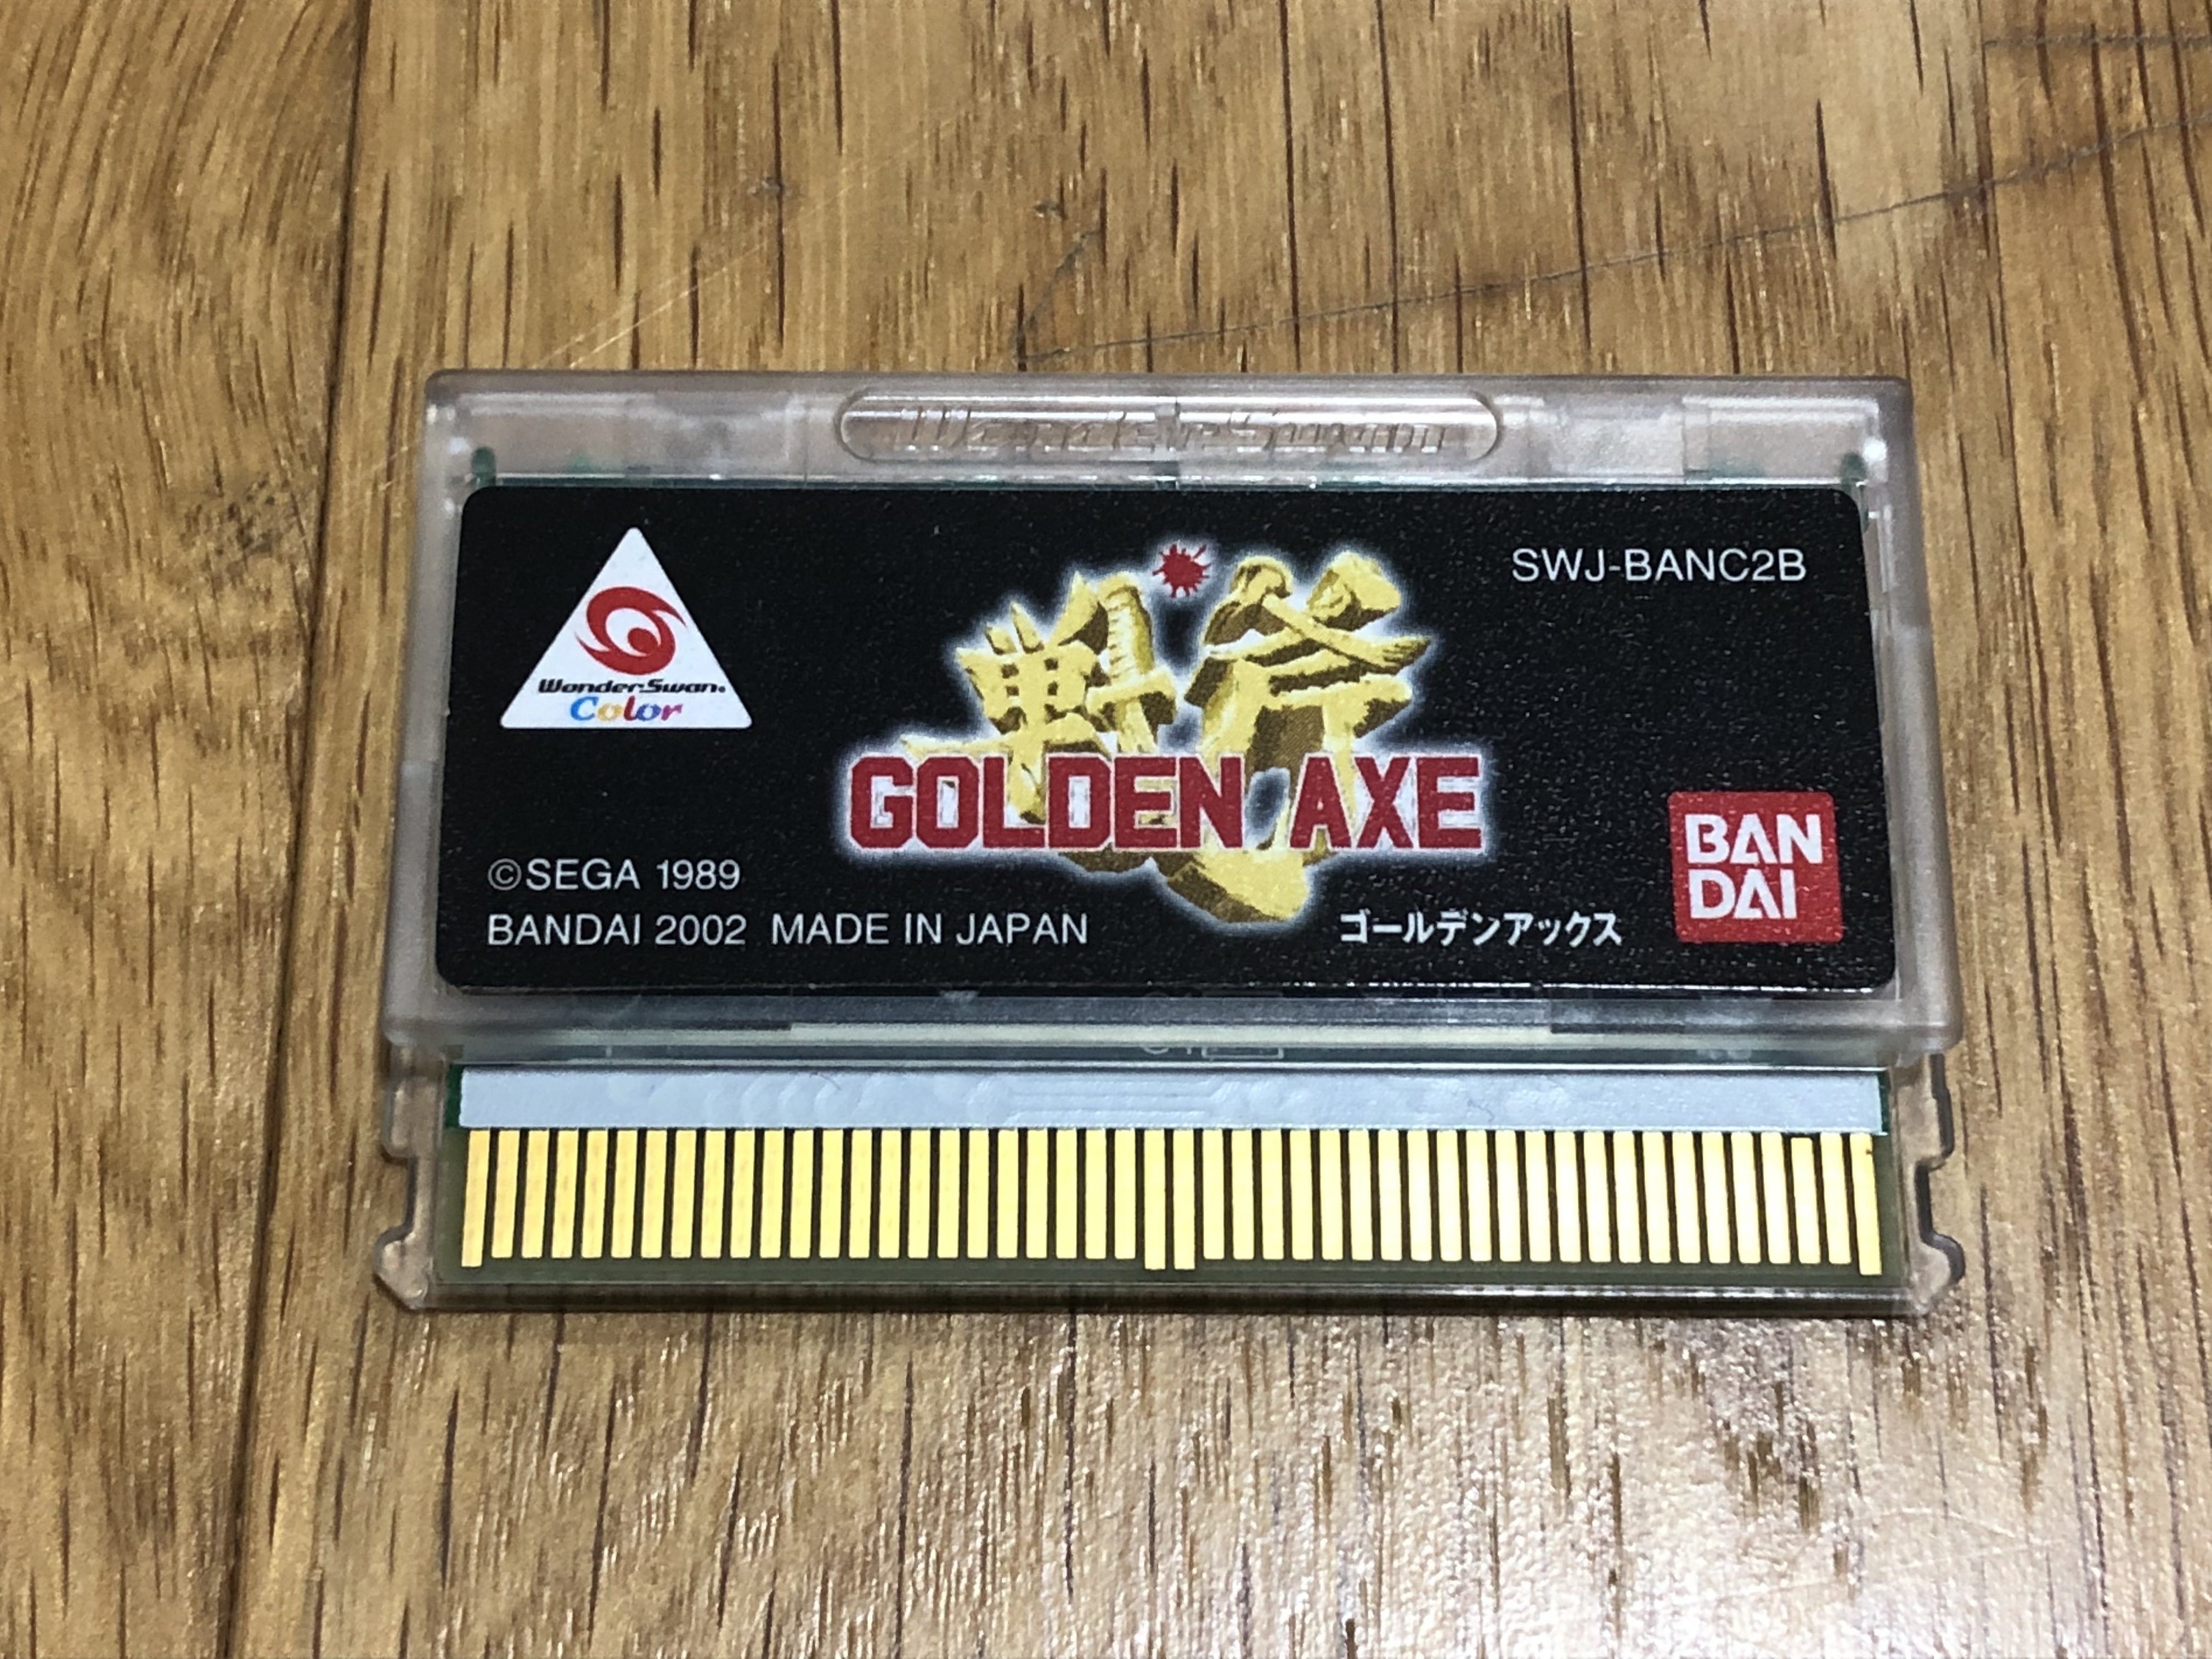 WonderSwan
WonderSwan
Color
戦斧
GOLDEN AXE
SWJ-BANC2B
©SEGA 1989
BANDAI 2002 MADE IN JAPAN
ゴールデンアックス
BAN
DAI